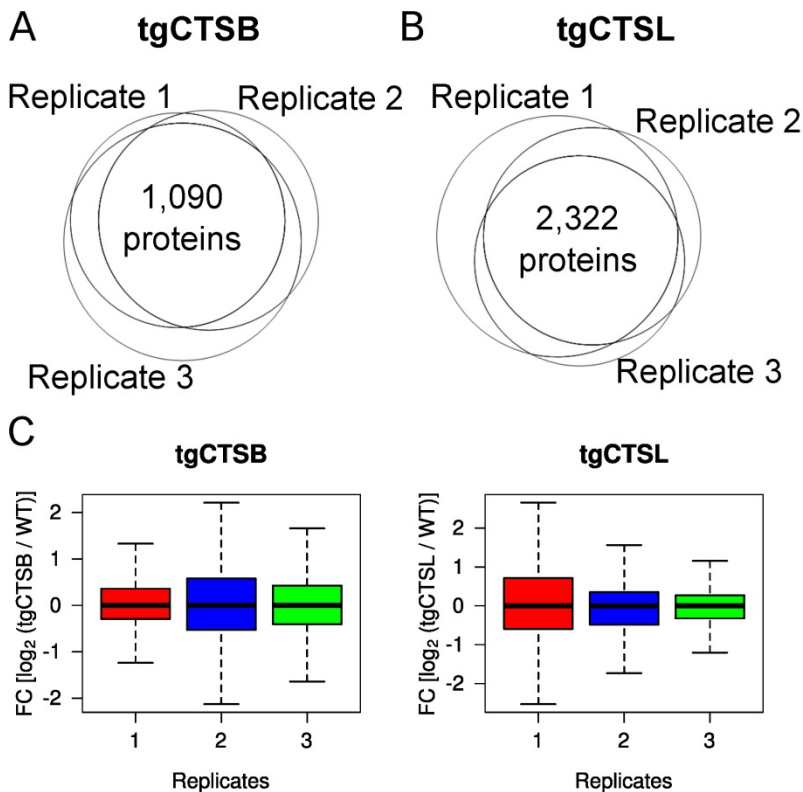 A
tgCTSB
B
tgCTSL
Replicate 1
Replicate 2
1,090
proteins
Replicate 3
Replicate 1
Replicate 2
2,322
proteins
Replicate 3
C
tgCTSB
FC [log₂ (tgCTSB / WT)]
2
1
0
-1
-2
1 2 3
Replicates
tgCTSL
FC [log₂ (tgCTSL / WT)]
2
1
0
-1
-2
1 2 3
Replicates